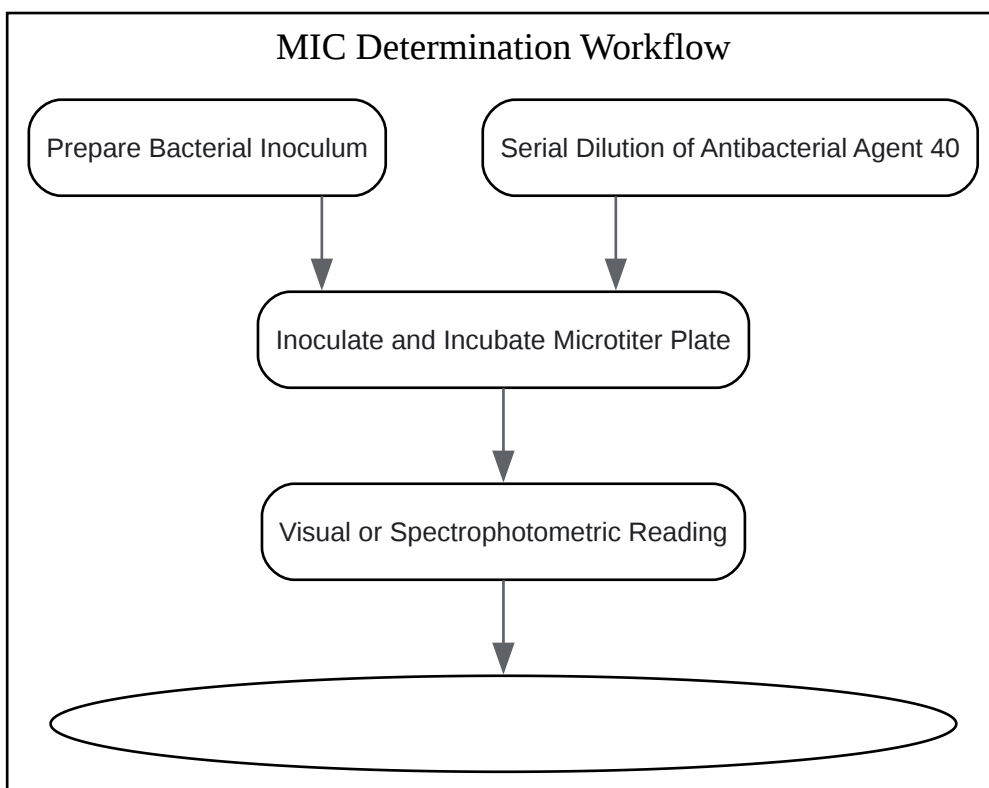 MIC Determination Workflow
Prepare Bacterial Inoculum
Serial Dilution of Antibacterial Agent 40
Inoculate and Incubate Microtiter Plate
Visual or Spectrophotometric Reading